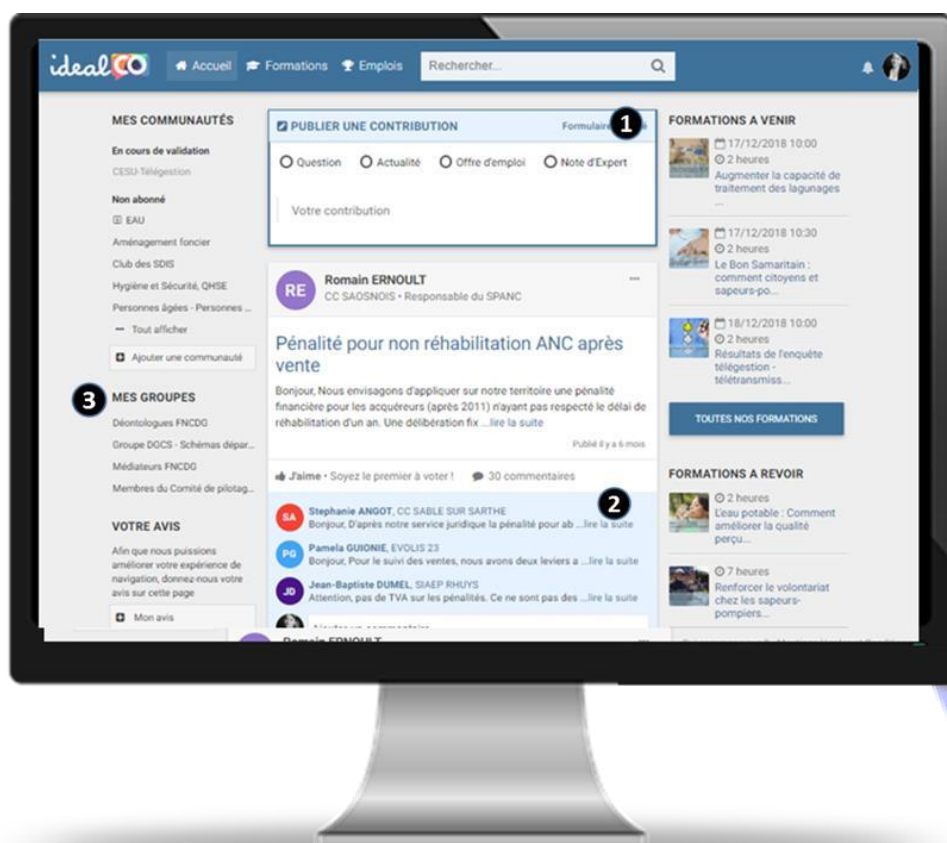 idealCO
Accueil
Formations
Emplois
Rechercher...
MES COMMUNAUTÉS
En cours de validation
CESU-Télégestion
Non abonné
EAU
Aménagement foncier
Club des SDIS
Hygiène et Sécurité, QHSE
Personnes âgées - Personnes ...
Tout afficher
Ajouter une communauté
3
MES GROUPES
Déontologues FNCDG
Groupe DGCS - Schémas dépar...
Médiateurs FNCDG
Membres du Comité de pilotag...
VOTRE AVIS
Afin que nous puissions
améliorer votre expérience de
navigation, donnez-nous votre
avis sur cette page
Mon avis
PUBLIER UNE CONTRIBUTION
Formulaire
1
Question
Actualité
Offre d'emploi
Note d'Expert
Votre contribution
RE
Romain ERNOULT
CC SAOSNOIS • Responsable du SPANC
Pénalité pour non réhabilitation ANC après
vente
Bonjour, Nous envisagons d'appliquer sur notre territoire une pénalité
financière pour les acquéreurs (après 2011) n'ayant pas respecté le délai de
réhabilitation d'un an. Une délibération fix ...lire la suite
Publié il y a 6 mois
J'aime • Soyez le premier à voter !
30 commentaires
2
SA
Stephanie ANGOT, CC SABLE SUR SARTHE
Bonjour, D'après notre service juridique la pénalité pour ab ...lire la suite
PG
Pamela GUIONIE, EVOLIS 23
Bonjour, Pour le suivi des ventes, nous avons deux leviers a ...lire la suite
JD
Jean-Baptiste DUMEL, SIAEP RHUYS
Attention, pas de TVA sur les pénalités. Ce ne sont pas des ...lire la suite
Ajouter un commentaire
Romain ERNOULT
FORMATIONS A VENIR
17/12/2018 10:00
2 heures
Augmenter la capacité de
traitement des lagunages
...
17/12/2018 10:30
2 heures
Le Bon Samaritain :
comment citoyens et
sapeurs-po...
18/12/2018 10:00
2 heures
Résultats de l'enquête
télégestion -
télétransmiss...
TOUTES NOS FORMATIONS
FORMATIONS A REVOIR
2 heures
L'eau potable : Comment
améliorer la qualité
perçu...
7 heures
Renforcer le volontariat
chez les sapeurs-
pompiers...